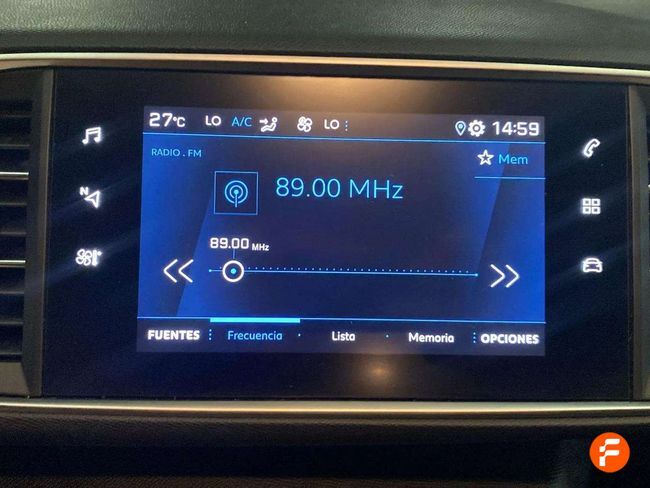 27°C LO A/C LO 14:59
RADIO . FM
Mem
89.00 MHz
89.00 MHz
N
FUENTES Frecuencia Lista Memoria OPCIONES